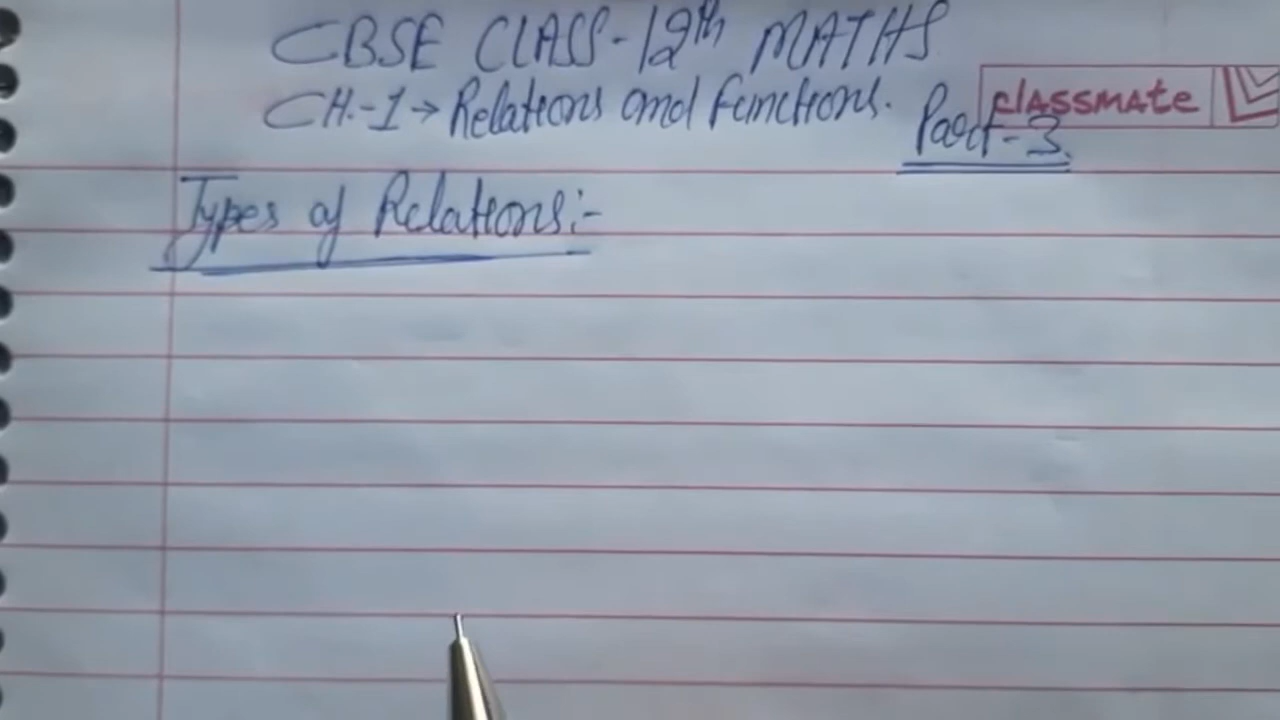 CBSE CLASS-12th MATHS
CH.-1→ Relations and functions. Part-3.
classmate
Types of Relations:-